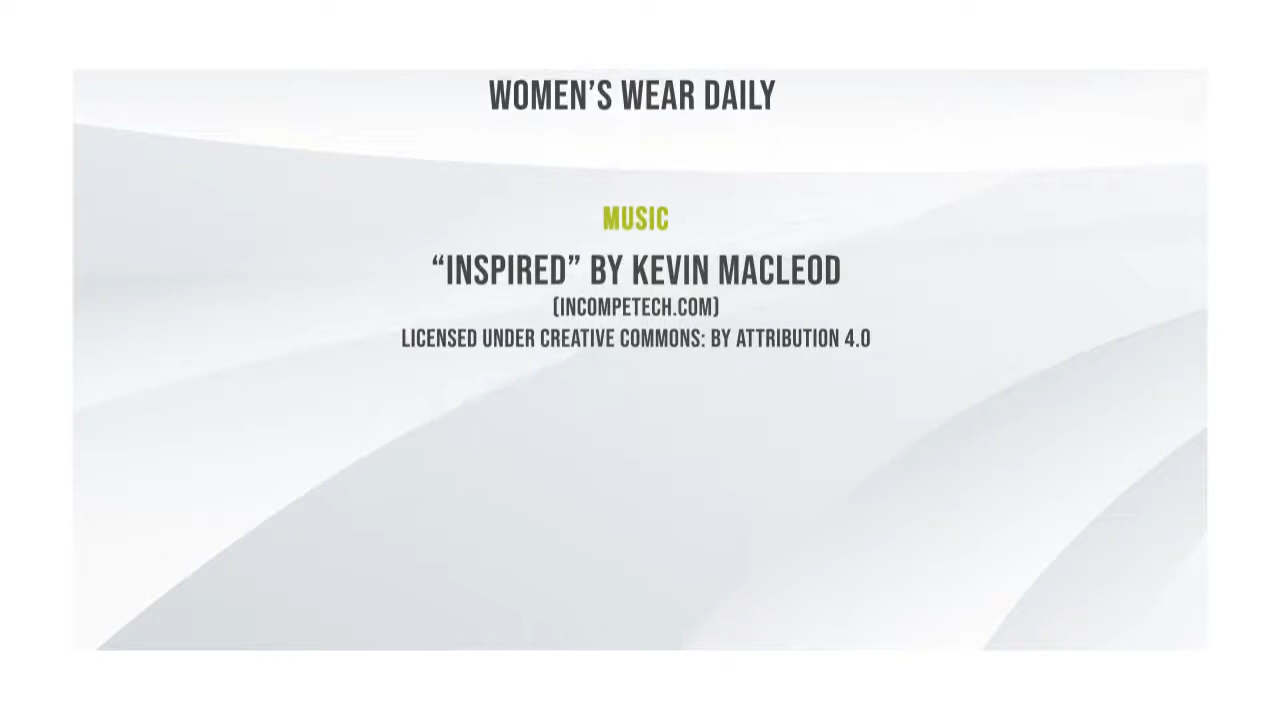 WOMEN’S WEAR DAILY
MUSIC
“INSPIRED” BY KEVIN MACLEOD
(INCOMPETECH.COM)
LICENSED UNDER CREATIVE COMMONS: BY ATTRIBUTION 4.0